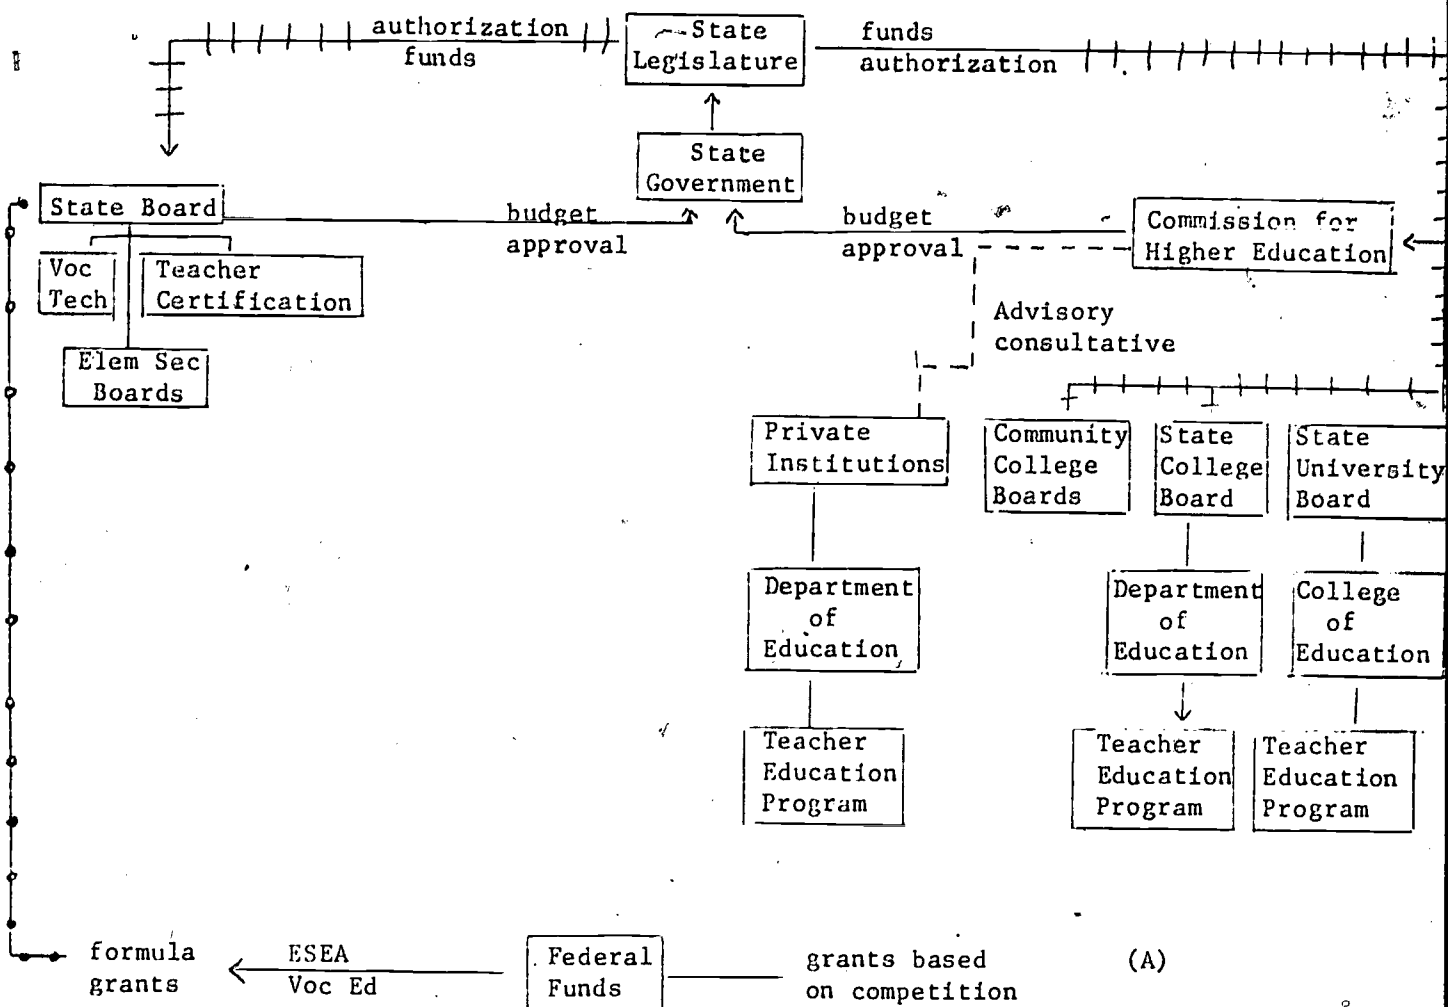 authorization
funds
State
Legislature
funds
authorization
State
Government
State Board
budget
approval
budget
approval
Commission for
Higher Education
Voc
Tech
Teacher
Certification
Advisory
consultative
Elem Sec
Boards
Private
Institutions
Community
College
Boards
State
College
Board
State
University
Board
Department
of
Education
Department
of
Education
College
of
Education
Teacher
Education
Program
Teacher
Education
Program
Teacher
Education
Program
formula
grants
ESEA
Voc Ed
Federal
Funds
grants based
on competition
(A)